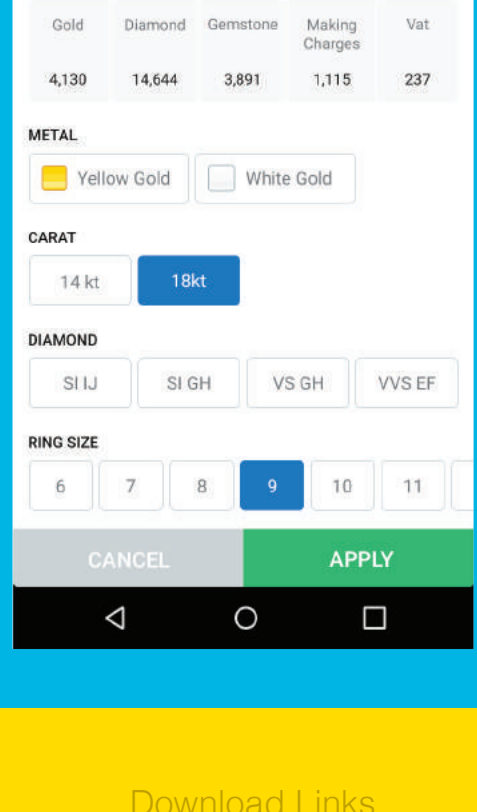 Gold Diamond Gemstone Making Charges Vat
4,130 14,644 3,891 1,115 237
METAL
Yellow Gold White Gold
CARAT
14 kt 18kt
DIAMOND
SI IJ SI GH VS GH VVS EF
RING SIZE
6 7 8 9 10 11
CANCEL APPLY
Download Links